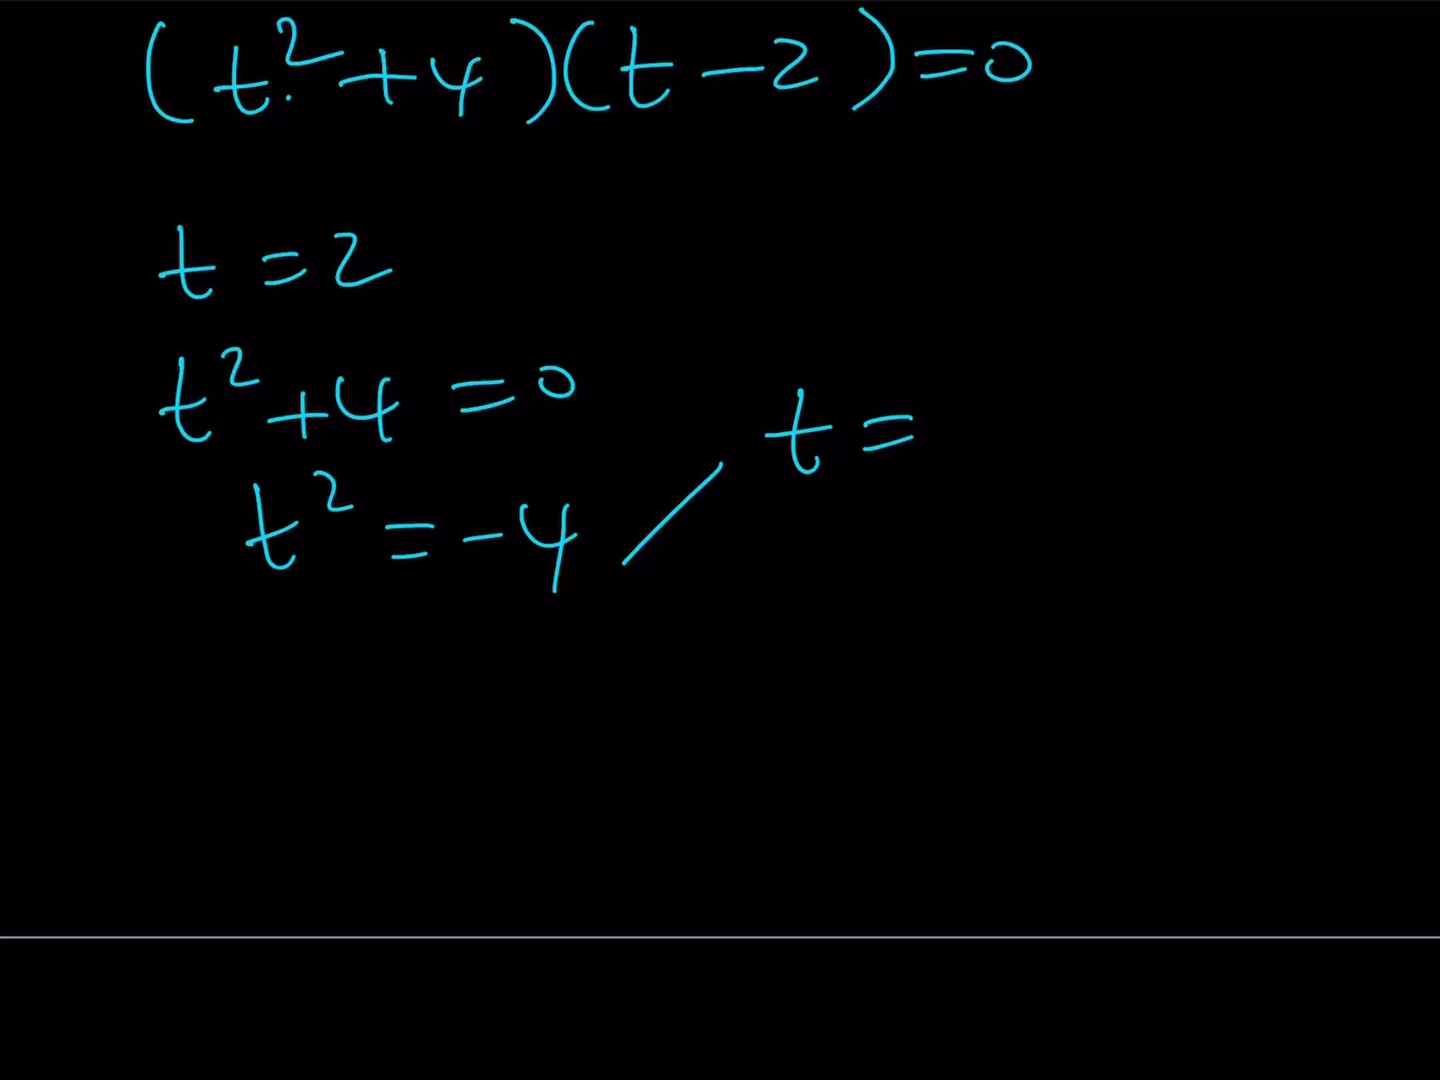 (t²+4)(t-2)=0
t=2
t²+4=0
t=
t²=-4